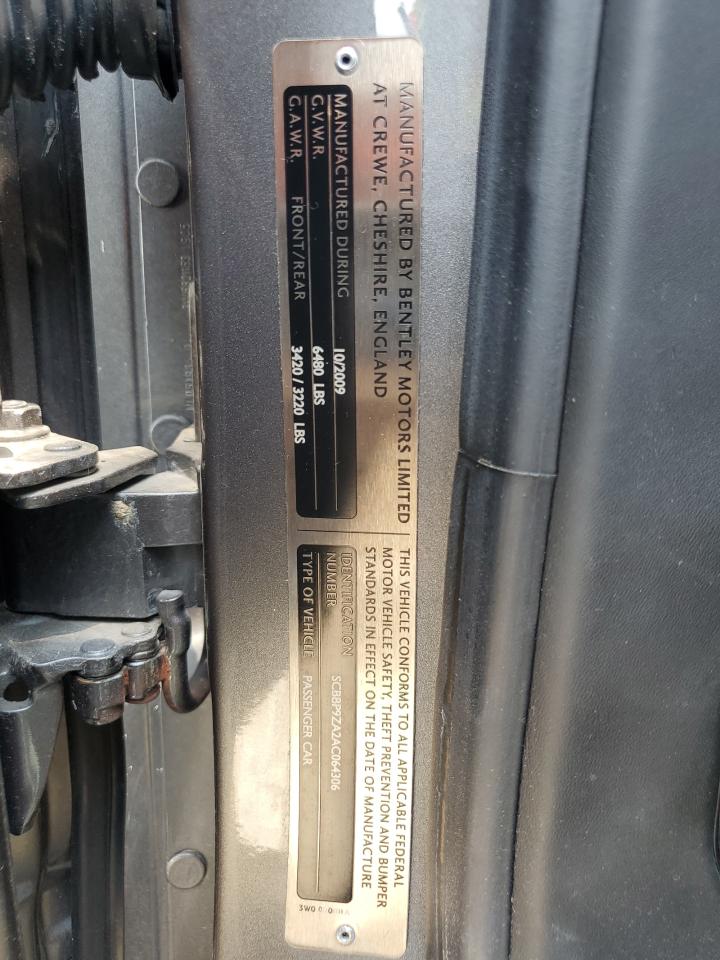 MANUFACTURED BY BENTLEY MOTORS LIMITED
AT CREWE, CHESHIRE, ENGLAND
MANUFACTURED DURING 10/2009
G.V.W.R. 6480 LBS
G.A.W.R. FRONT/REAR 3420 / 3220 LBS
THIS VEHICLE CONFORMS TO ALL APPLICABLE FEDERAL
MOTOR VEHICLE SAFETY, THEFT PREVENTION AND BUMPER
STANDARDS IN EFFECT ON THE DATE OF MANUFACTURE
IDENTIFICATION
NUMBER SCBBP9ZA2AC064306
TYPE OF VEHICLE PASSENGER CAR
3W0